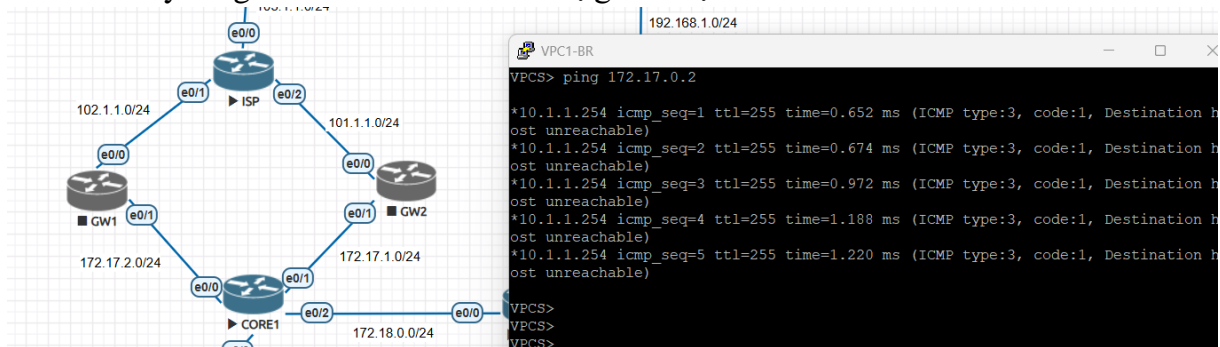 192.168.1.0/24
e0/0
VPC1-BR
VPCS> ping 172.17.0.2
e0/1
ISP
e0/2
102.1.1.0/24
101.1.1.0/24
*10.1.1.254 icmp_seq=1 ttl=255 time=0.652 ms (ICMP type:3, code:1, Destination h
ost unreachable)
*10.1.1.254 icmp_seq=2 ttl=255 time=0.674 ms (ICMP type:3, code:1, Destination h
ost unreachable)
*10.1.1.254 icmp_seq=3 ttl=255 time=0.972 ms (ICMP type:3, code:1, Destination h
ost unreachable)
*10.1.1.254 icmp_seq=4 ttl=255 time=1.188 ms (ICMP type:3, code:1, Destination h
ost unreachable)
*10.1.1.254 icmp_seq=5 ttl=255 time=1.220 ms (ICMP type:3, code:1, Destination h
ost unreachable)
VPCS>
VPCS>
VPCS>
e0/0
e0/0
GW1
e0/1
e0/1
GW2
172.17.2.0/24
172.17.1.0/24
e0/0
e0/1
CORE1
e0/2
172.18.0.0/24
e0/0